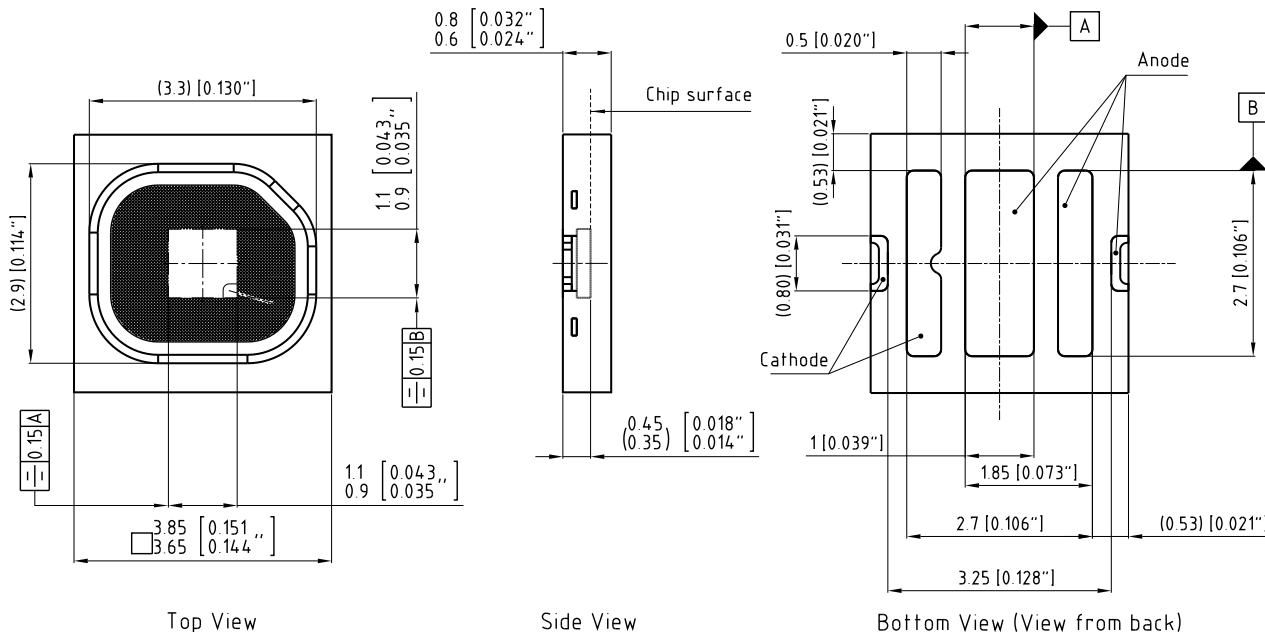 0.8 [0.032"]
0.6 [0.024"]
(3.3) [0.130"]
1.1 [0.043"]
0.9 [0.035"]
(2.9) [0.114"]
0.15 B
0.15 A
1.1 [0.043"]
0.9 [0.035"]
3.85 [0.151"]
3.65 [0.144"]
Top View
Chip surface
0.45 [0.018"]
(0.35) [0.014"]
Side View
0.5 [0.020"]
A
Anode
B
(0.53) [0.021"]
(0.80) [0.031"]
2.7 [0.106"]
Cathode
1 [0.039"]
1.85 [0.073"]
2.7 [0.106"]
(0.53) [0.021"]
3.25 [0.128"]
Bottom View (View from back)